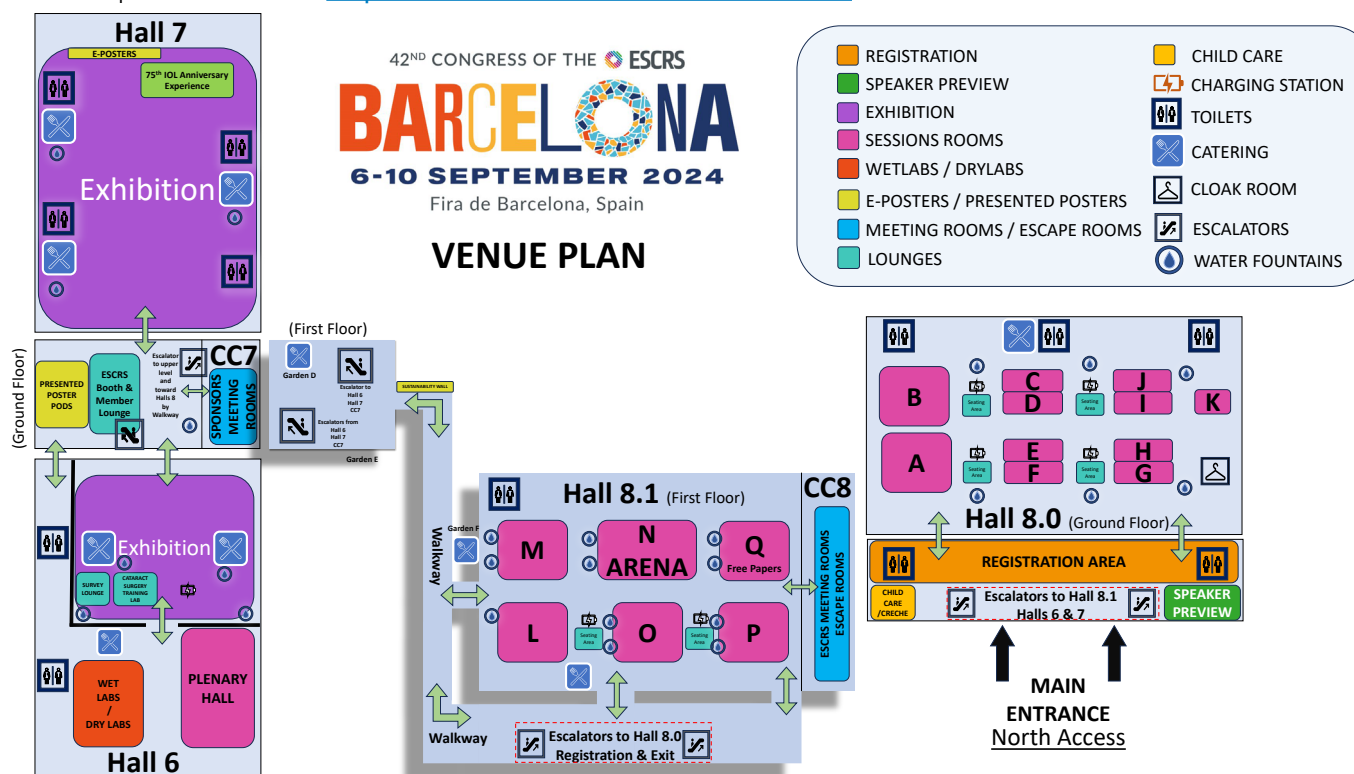 Hall 7
E-POSTERS
75th IOL Anniversary
Experience
Exhibition
42ND CONGRESS OF THE ESCRS
BARCELONA
6-10 SEPTEMBER 2024
Fira de Barcelona, Spain
VENUE PLAN
REGISTRATION
SPEAKER PREVIEW
EXHIBITION
SESSIONS ROOMS
WETLABS / DRYLABS
E-POSTERS / PRESENTED POSTERS
MEETING ROOMS / ESCAPE ROOMS
LOUNGES
CHILD CARE
CHARGING STATION
TOILETS
CATERING
CLOAK ROOM
ESCALATORS
WATER FOUNTAINS
(Ground Floor)
PRESENTED
POSTER
PODS
ESCRS
Booth &
Member
Lounge
Escalator
to upper
level
and
toward
Halls 8
by
Walkway
CC7
SPONSORS
MEETING
ROOMS
(First Floor)
Garden D
Escalator to
Hall 6
Hall 7
CC7
Escalators from
Hall 6
Hall 7
CC7
Garden E
SUSTAINABILITY WALL
Exhibition
SURVEY
LOUNGE
CATARACT
SURGERY
TRAINING
LAB
WET
LABS
/
DRY LABS
PLENARY
HALL
Hall 6
Walkway
Walkway
Garden F
Hall 8.1 (First Floor)
M
N
ARENA
Q
Free Papers
L
Seating
Area
O
Seating
Area
P
CC8
ESCRS MEETING ROOMS
ESCAPE ROOMS
Escalators to Hall 8.0
Registration & Exit
B
Seating
Area
C
D
Seating
Area
J
I
K
A
Seating
Area
E
F
Seating
Area
H
G
Hall 8.0 (Ground Floor)
REGISTRATION AREA
CHILD
CARE
/CRECHE
Escalators to Hall 8.1
Halls 6 & 7
SPEAKER
PREVIEW
MAIN
ENTRANCE
North Access